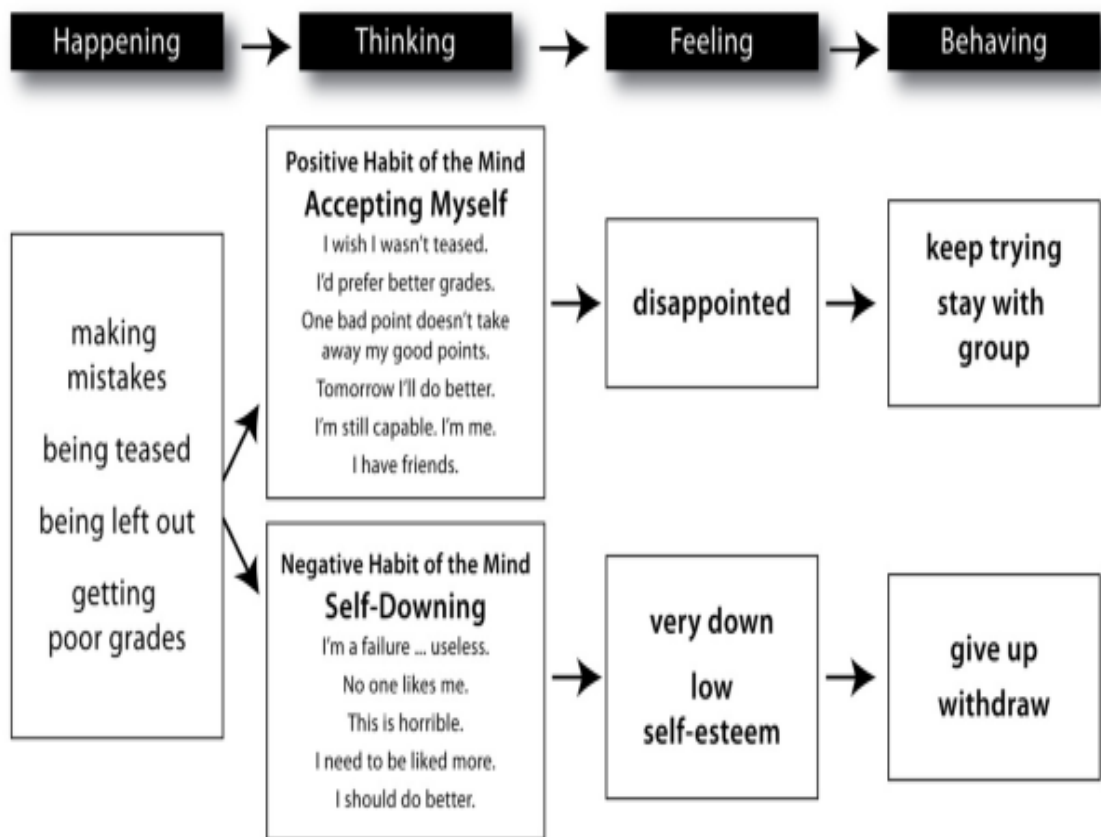 Happening
Thinking
Feeling
Behaving
making
mistakes
being teased
being left out
getting
poor grades
Positive Habit of the Mind
Accepting Myself
I wish I wasn't teased.
I'd prefer better grades.
One bad point doesn't take
away my good points.
Tomorrow I'll do better.
I'm still capable. I'm me.
I have friends.
disappointed
keep trying
stay with
group
Negative Habit of the Mind
Self-Downing
I'm a failure ... useless.
No one likes me.
This is horrible.
I need to be liked more.
I should do better.
very down
low
self-esteem
give up
withdraw